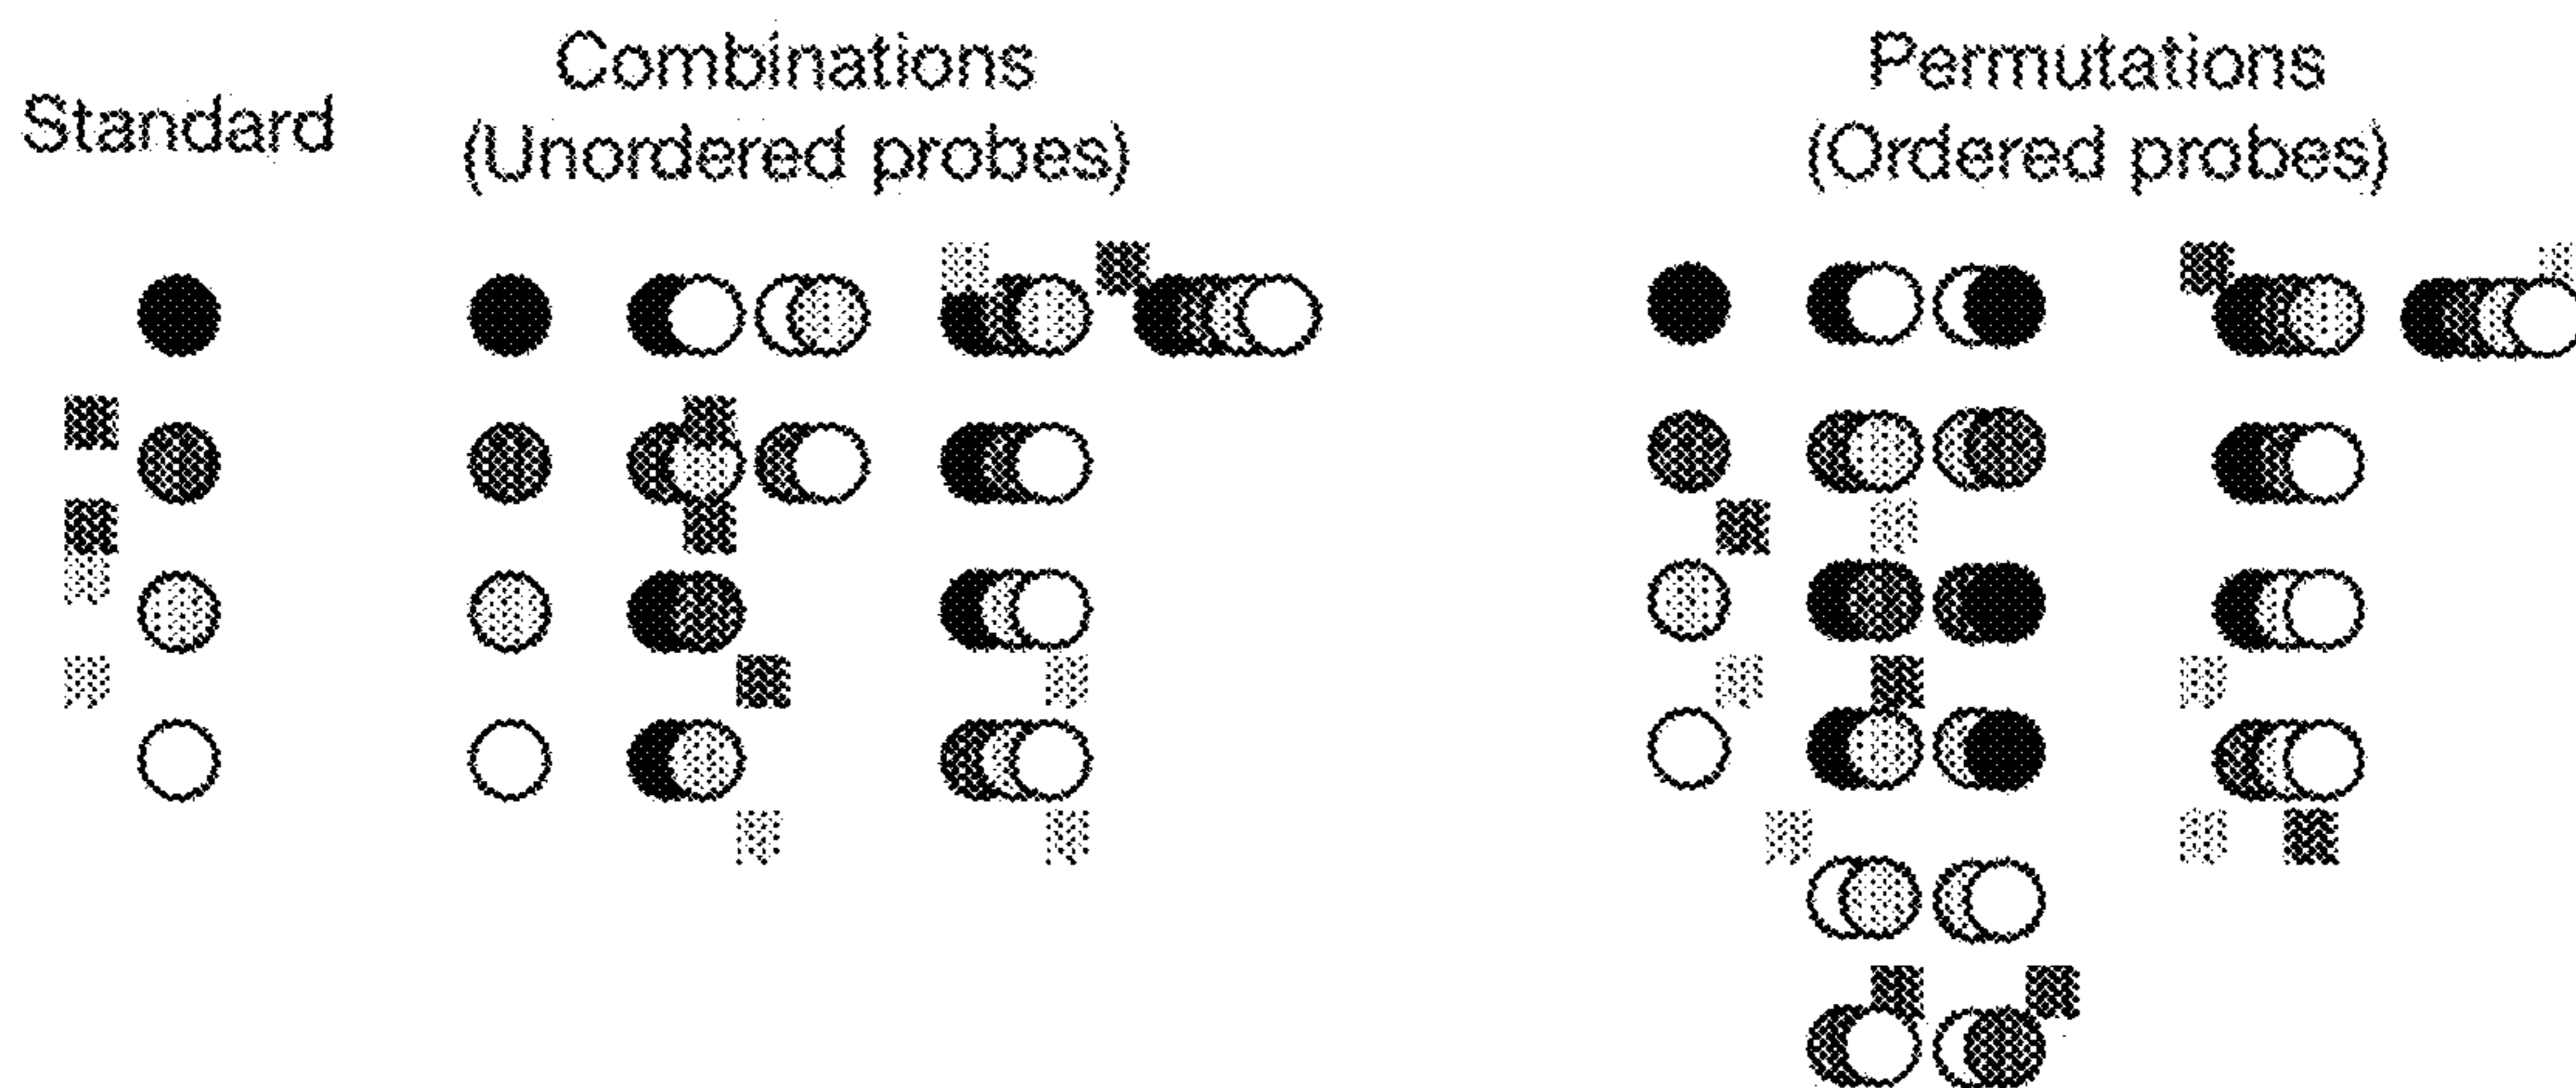 Standard
Combinations
(Unordered probes)
Permutations
(Ordered probes)